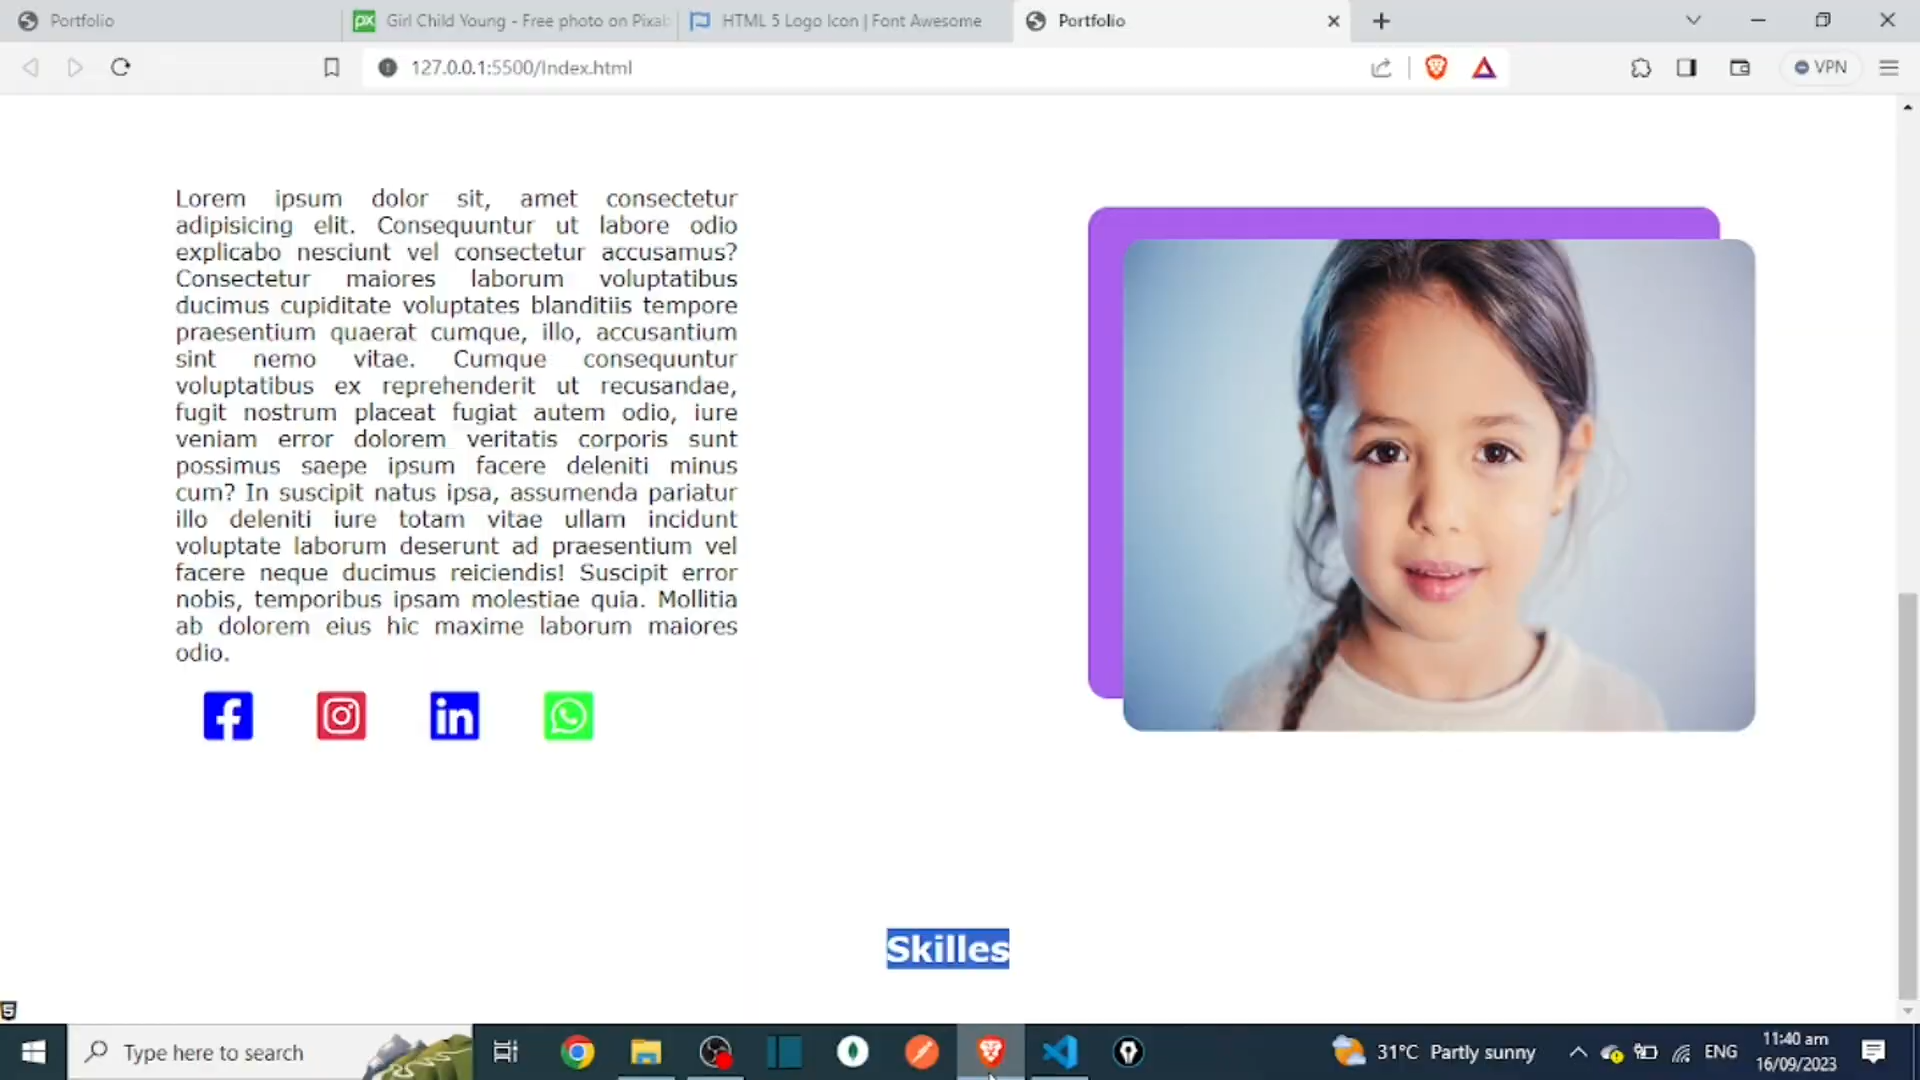 Portfolio
px Girl Child Young - Free photo on Pixab
HTML 5 Logo Icon | Font Awesome
Portfolio
127.0.0.1:5500/Index.html
VPN
Lorem ipsum dolor sit, amet consectetur
adipisicing elit. Consequuntur ut labore odio
explicabo nesciunt vel consectetur accusamus?
Consectetur maiores laborum voluptatibus
ducimus cupiditate voluptates blanditiis tempore
praesentium quaerat cumque, illo, accusantium
sint nemo vitae. Cumque consequuntur
voluptatibus ex reprehenderit ut recusandae,
fugit nostrum placeat fugiat autem odio, iure
veniam error dolorem veritatis corporis sunt
possimus saepe ipsum facere deleniti minus
cum? In suscipit natus ipsa, assumenda pariatur
illo deleniti iure totam vitae ullam incidunt
voluptate laborum deserunt ad praesentium vel
facere neque ducimus reiciendis! Suscipit error
nobis, temporibus ipsam molestiae quia. Mollitia
ab dolorem eius hic maxime laborum maiores
odio.
Skilles
Type here to search
31°C Partly sunny
ENG
11:40 am
16/09/2023